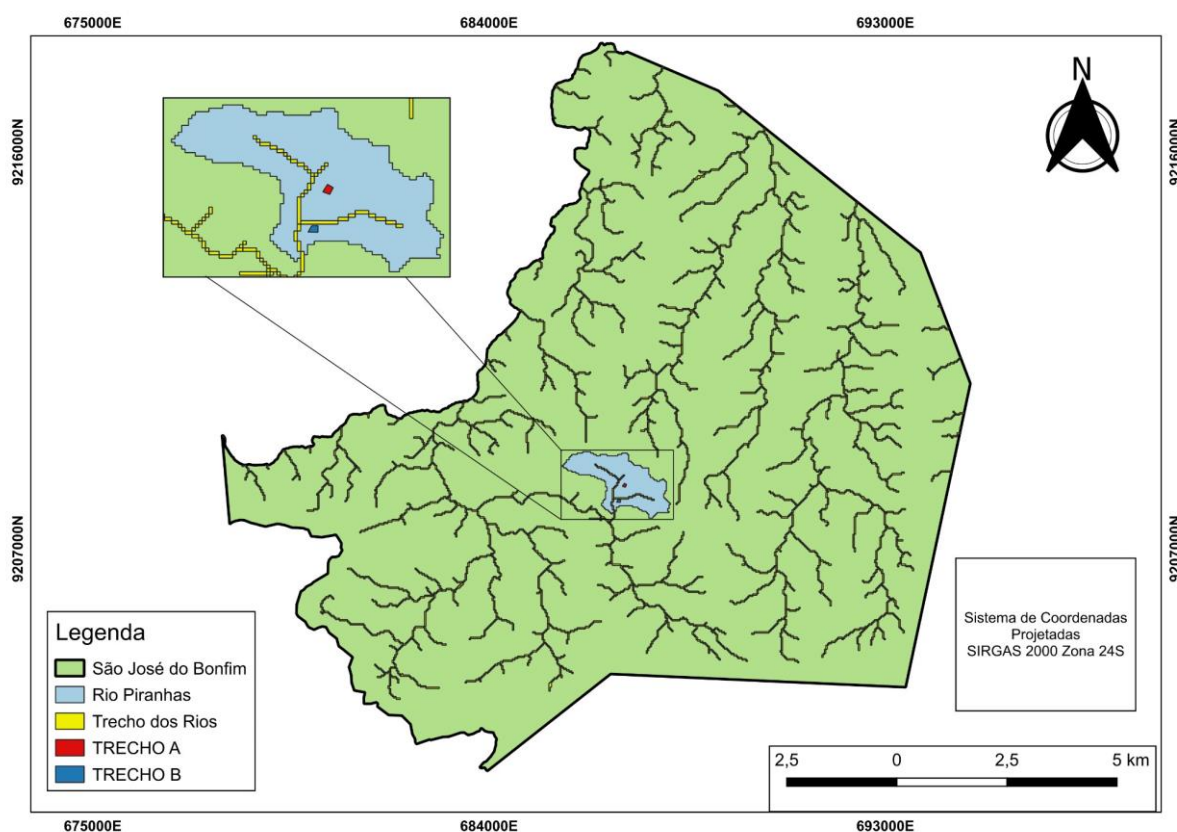 675000E 684000E 693000E
9216000N
9216000N
N
9207000N
9207000N
Legenda
São José do Bonfim
Rio Piranhas
Trecho dos Rios
TRECHO A
TRECHO B
Sistema de Coordenadas
Projetadas
SIRGAS 2000 Zona 24S
2,5 0 2,5 5 km
675000E 684000E 693000E